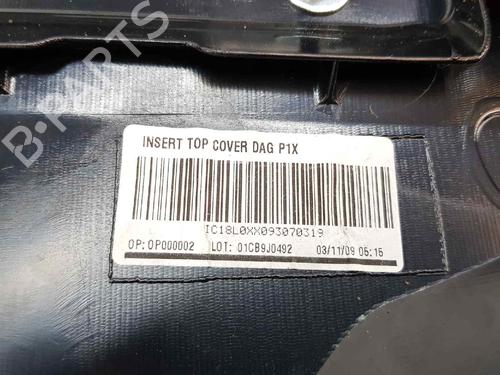 B-PARTS
INSERT TOP COVER DAG P1X
IC18L0XX093070319
OP: OP000002 LOT: 01CB9J0492 03/11/09 05:15